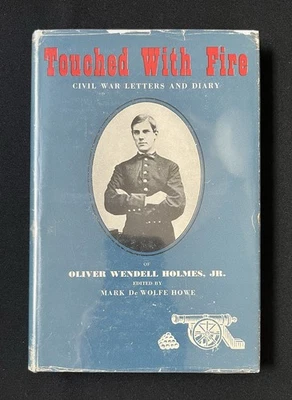 Touched With Fire
CIVIL WAR LETTERS AND DIARY
OF
OLIVER WENDELL HOLMES, JR.
EDITED BY
MARK De WOLFE HOWE